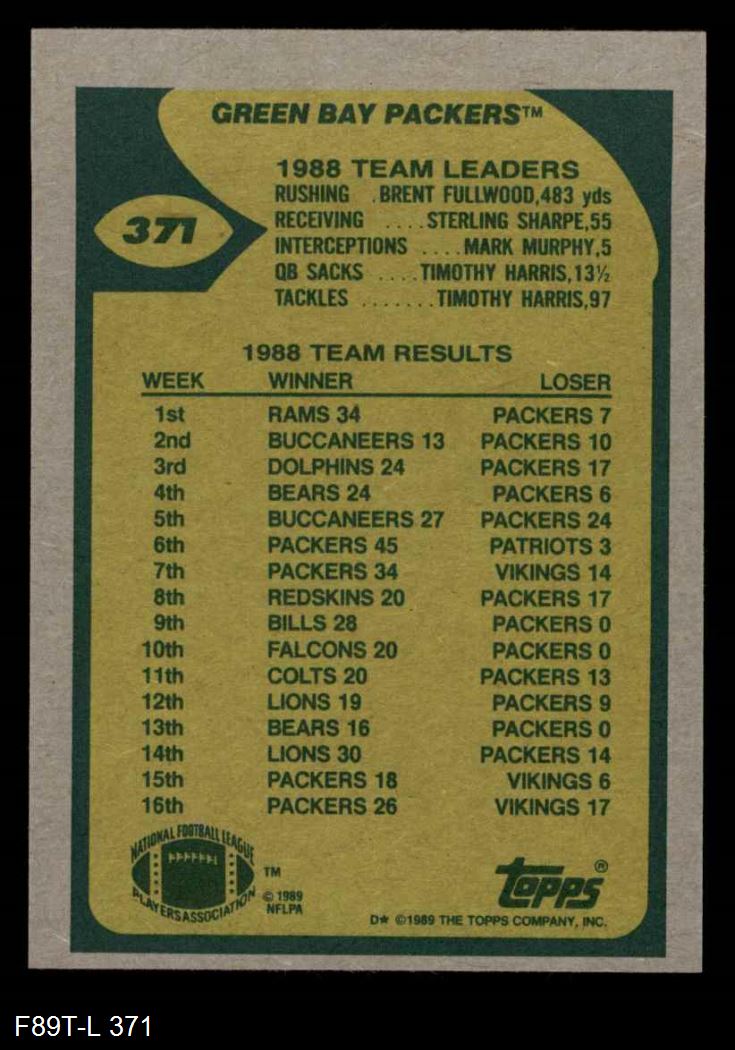 GREEN BAY PACKERS™
1988 TEAM LEADERS
RUSHING .BRENT FULLWOOD,483 yds
371
RECEIVING ....STERLING SHARPE,55
INTERCEPTIONS ....MARK MURPHY,5
QB SACKS ....TIMOTHY HARRIS,13½
TACKLES .......TIMOTHY HARRIS,97
1988 TEAM RESULTS
WEEK WINNER LOSER
1st RAMS 34 PACKERS 7
2nd BUCCANEERS 13 PACKERS 10
3rd DOLPHINS 24 PACKERS 17
4th BEARS 24 PACKERS 6
5th BUCCANEERS 27 PACKERS 24
6th PACKERS 45 PATRIOTS 3
7th PACKERS 34 VIKINGS 14
8th REDSKINS 20 PACKERS 17
9th BILLS 28 PACKERS 0
10th FALCONS 20 PACKERS 0
11th COLTS 20 PACKERS 13
12th LIONS 19 PACKERS 9
13th BEARS 16 PACKERS 0
14th LIONS 30 PACKERS 14
15th PACKERS 18 VIKINGS 6
16th PACKERS 26 VIKINGS 17
NATIONAL FOOTBALL LEAGUE
PLAYERS ASSOCIATION
TM
© 1989
NFLPA
topps®
D★ ©1989 THE TOPPS COMPANY, INC.
F89T-L 371